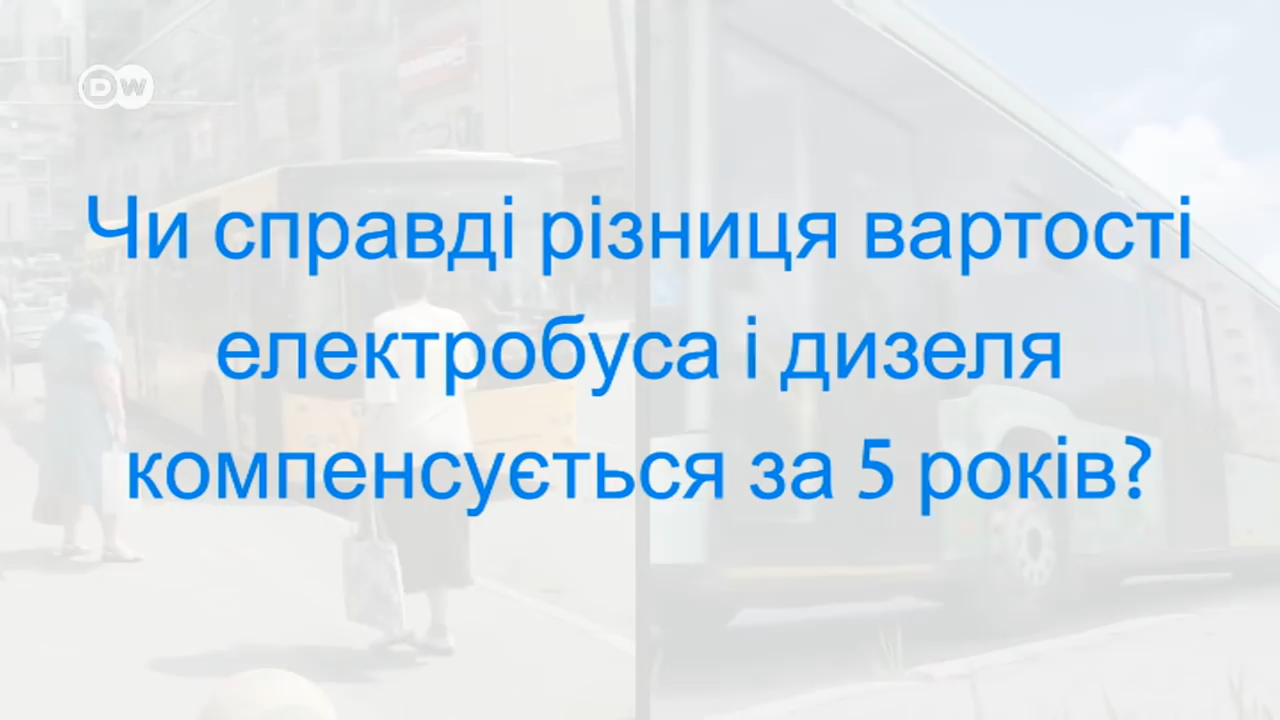 DW
Чи справді різниця вартості
електробуса і дизеля
компенсується за 5 років?